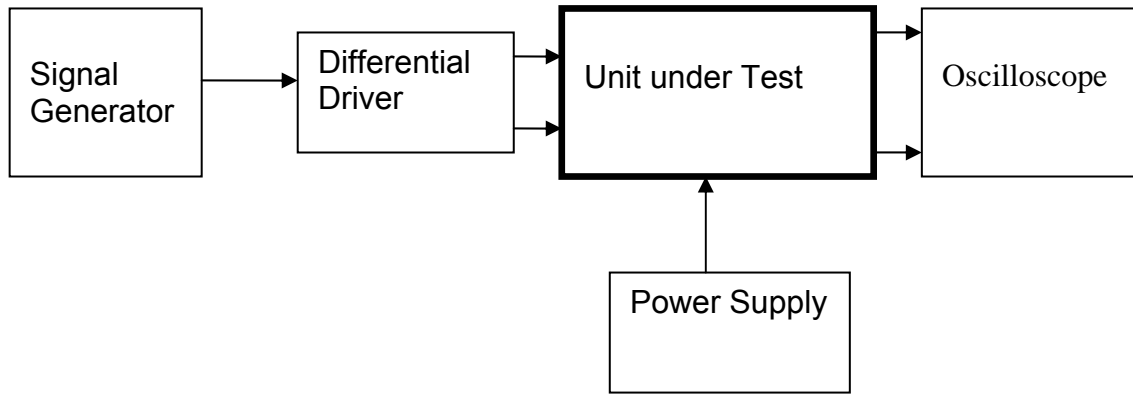 Signal
Generator
Differential
Driver
Unit under Test
Oscilloscope
Power Supply